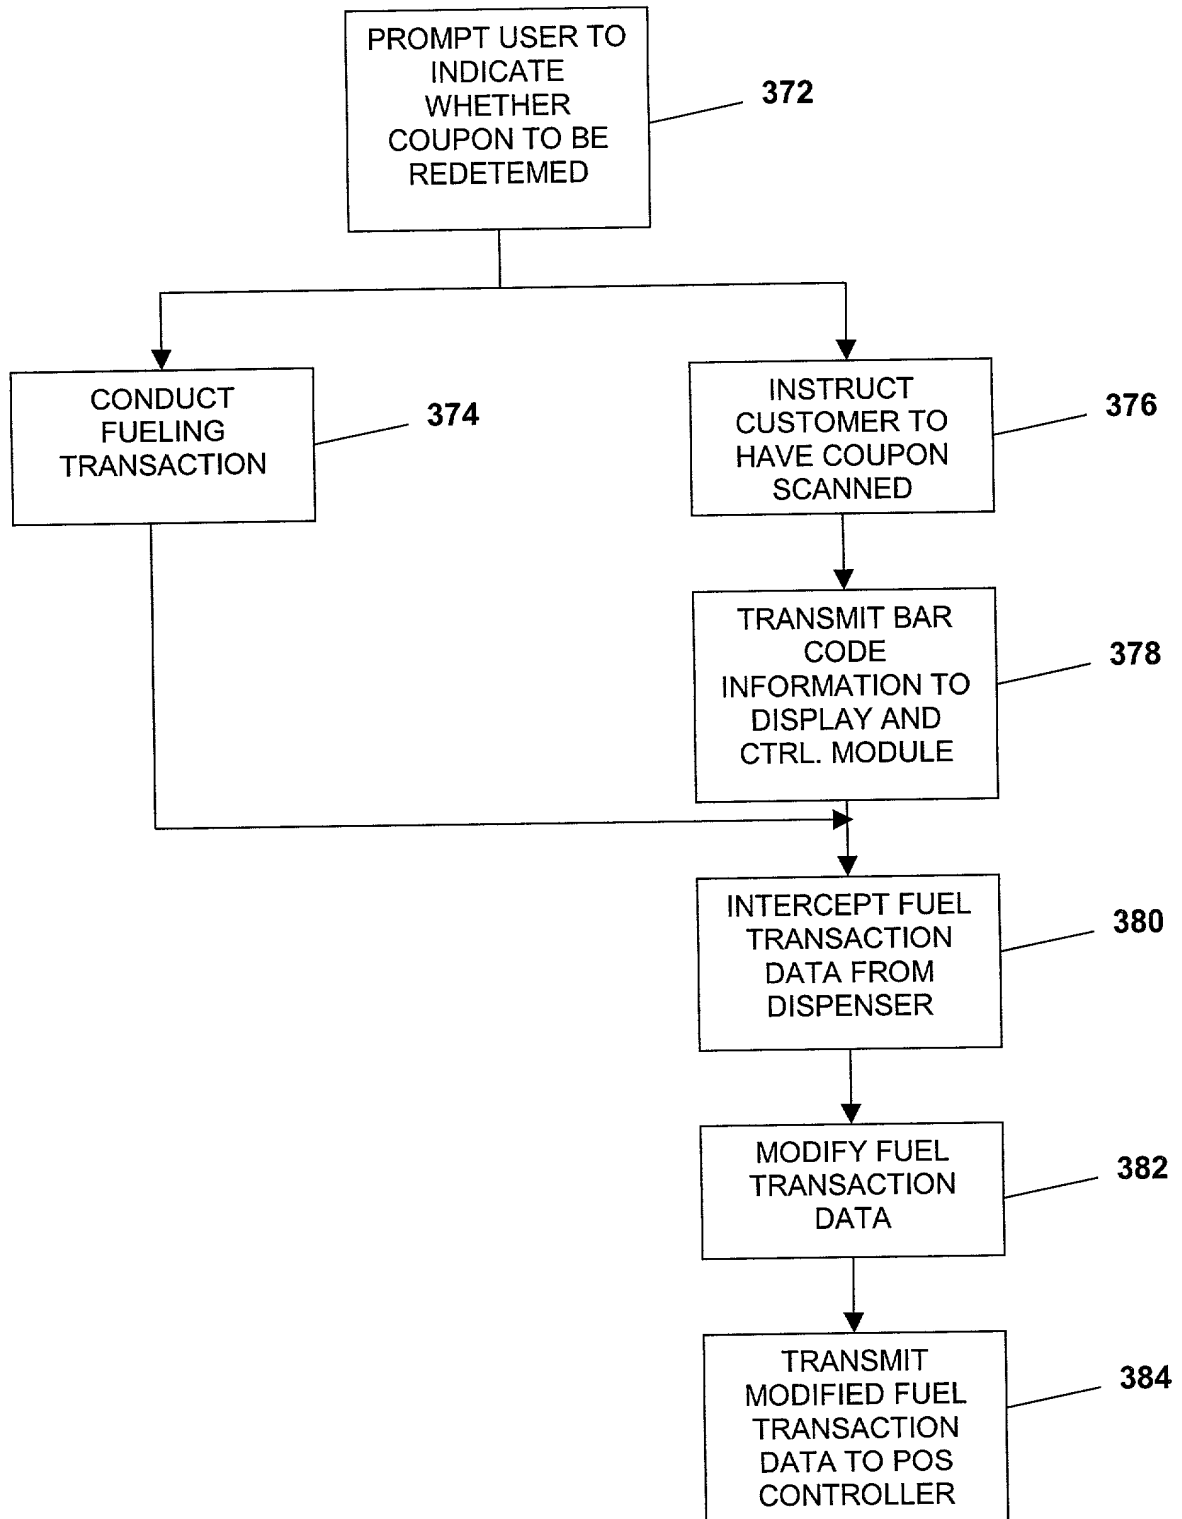 PROMPT USER TO
INDICATE
WHETHER
COUPON TO BE
REDETEMED
372
CONDUCT
FUELING
TRANSACTION
374
INSTRUCT
CUSTOMER TO
HAVE COUPON
SCANNED
376
TRANSMIT BAR
CODE
INFORMATION TO
DISPLAY AND
CTRL. MODULE
378
INTERCEPT FUEL
TRANSACTION
DATA FROM
DISPENSER
380
MODIFY FUEL
TRANSACTION
DATA
382
TRANSMIT
MODIFIED FUEL
TRANSACTION
DATA TO POS
CONTROLLER
384